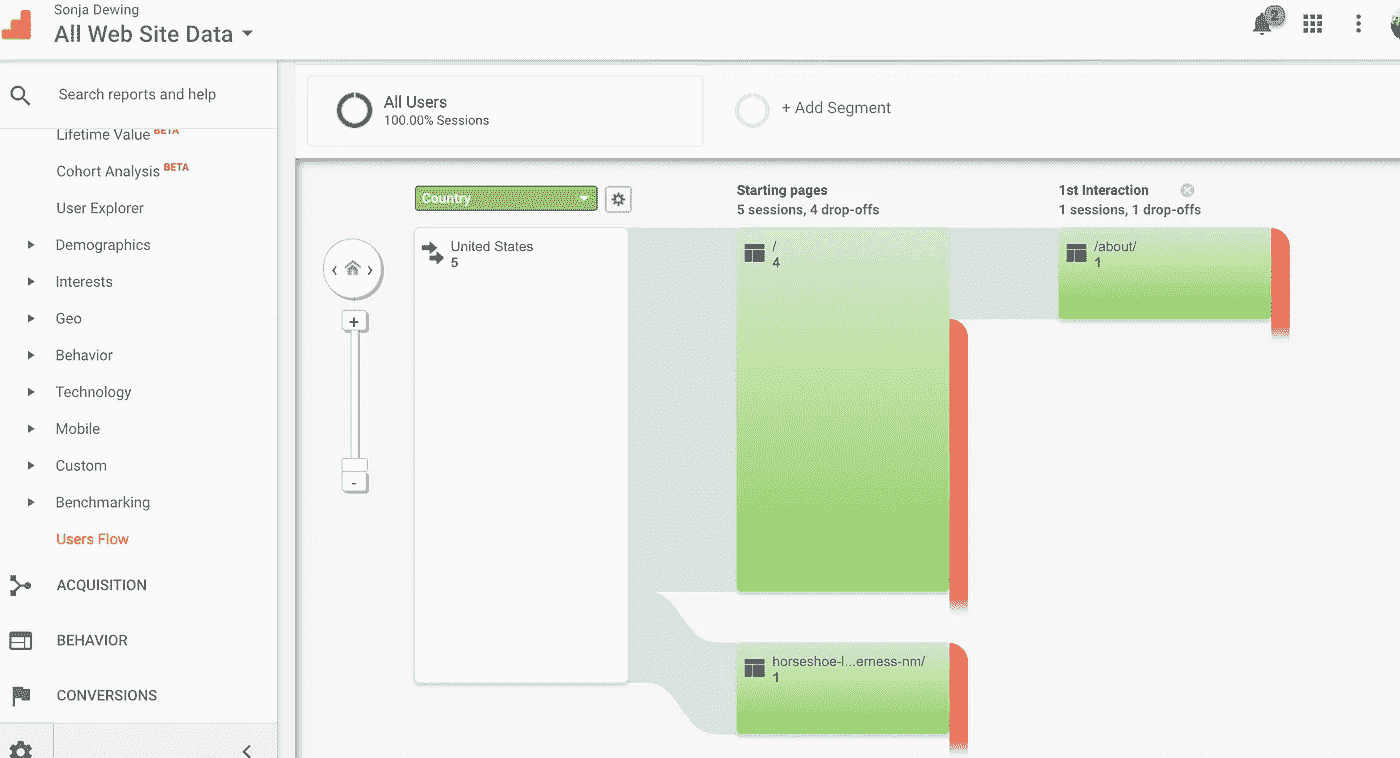 Sonja Dewing
All Web Site Data
2
Search reports and help
Lifetime Value BETA
Cohort Analysis BETA
User Explorer
Demographics
Interests
Geo
Behavior
Technology
Mobile
Custom
Benchmarking
Users Flow
ACQUISITION
BEHAVIOR
CONVERSIONS
All Users
100.00% Sessions
+ Add Segment
Country
+
-
United States
5
Starting pages
5 sessions, 4 drop-offs
/
4
horseshoe-l...erness-nm/
1
1st Interaction
1 sessions, 1 drop-offs
/about/
1